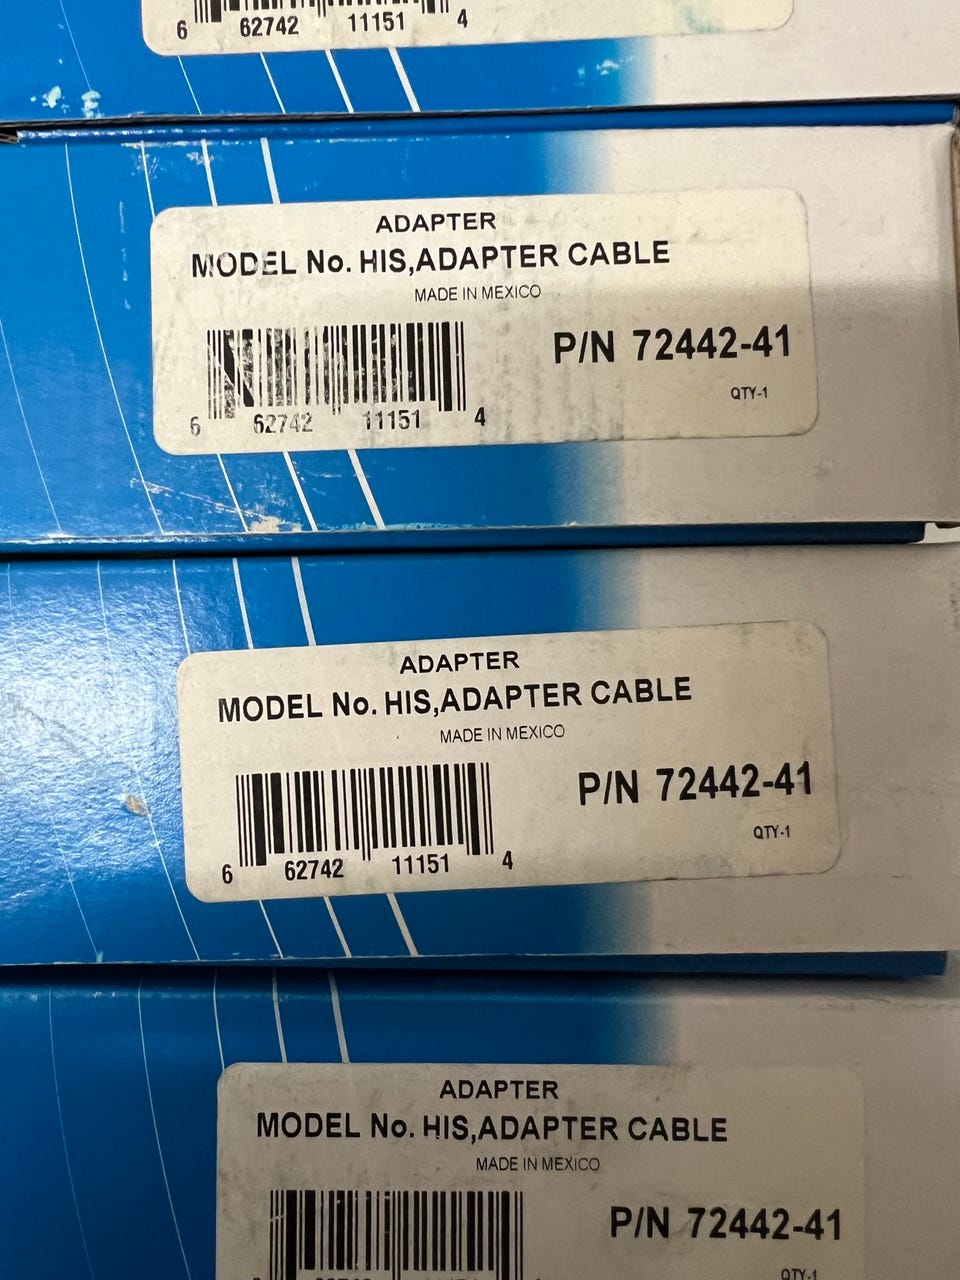 6 62742 11151 4
ADAPTER
MODEL No. HIS,ADAPTER CABLE
MADE IN MEXICO
P/N 72442-41
QTY-1
6 62742 11151 4
ADAPTER
MODEL No. HIS,ADAPTER CABLE
MADE IN MEXICO
P/N 72442-41
QTY-1
6 62742 11151 4
ADAPTER
MODEL No. HIS,ADAPTER CABLE
MADE IN MEXICO
P/N 72442-41
QTY-1